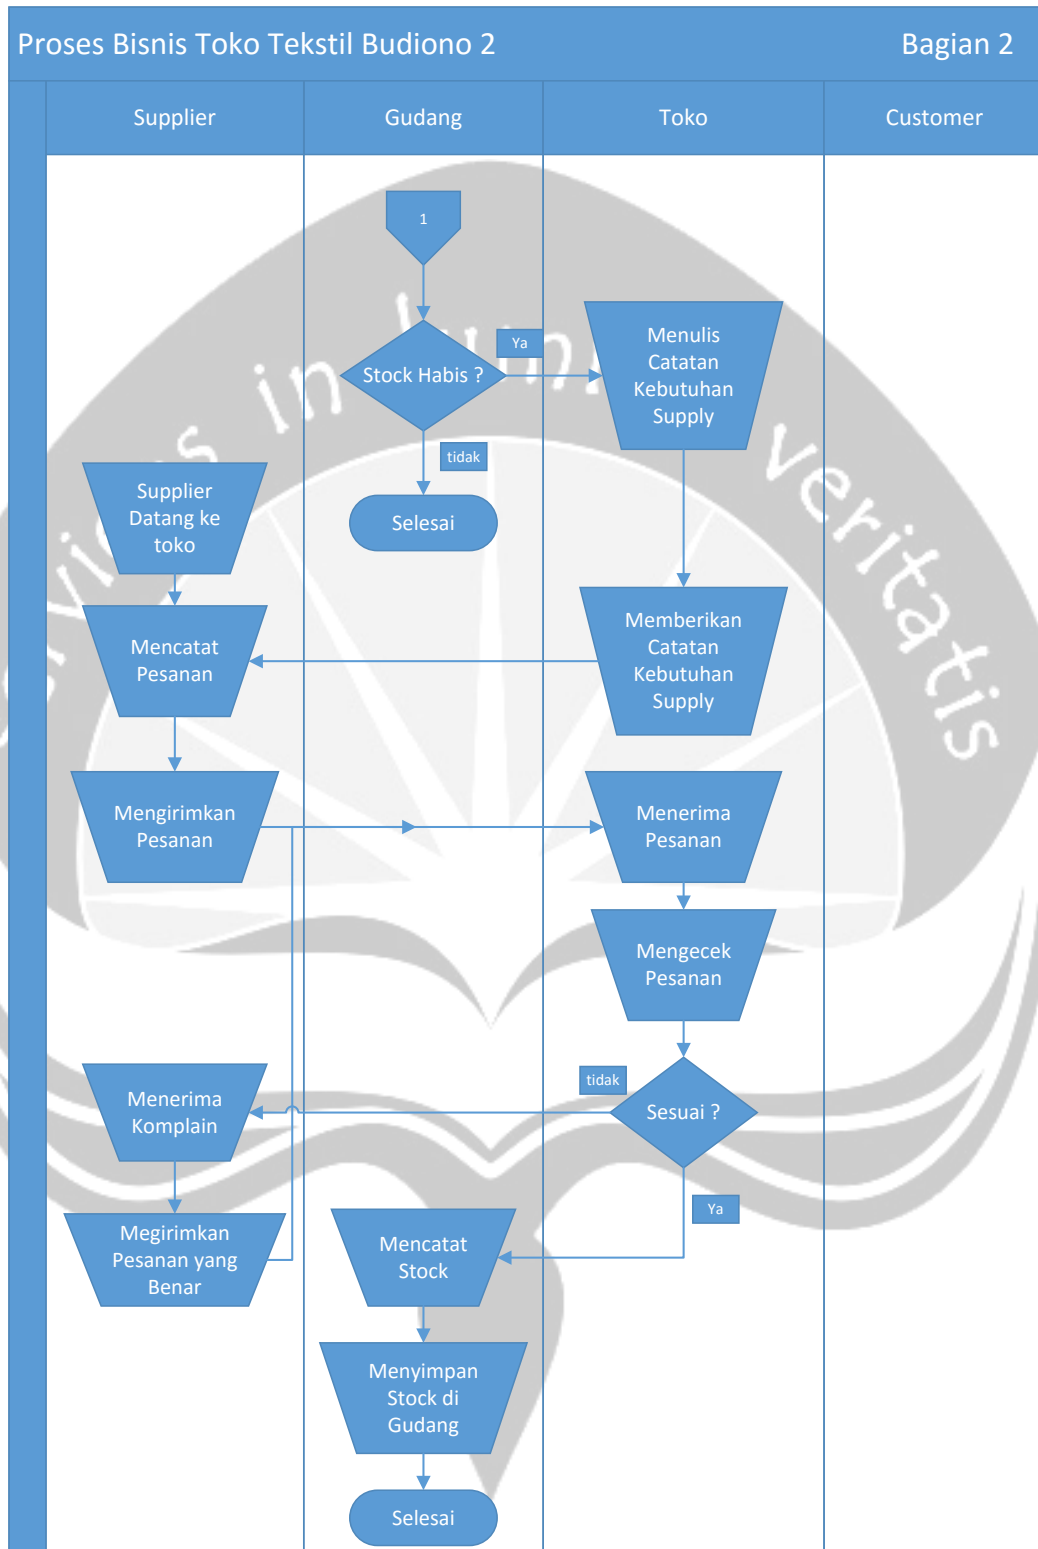 Proses Bisnis Toko Tekstil Budiono 2
Bagian 2
Supplier
Gudang
Toko
Customer
1
Stock Habis ?
Ya
Menulis
Catatan
Kebutuhan
Supply
tidak
Selesai
Supplier
Datang ke
toko
Mencatat
Pesanan
Memberikan
Catatan
Kebutuhan
Supply
Mengirimkan
Pesanan
Menerima
Pesanan
Mengecek
Pesanan
Sesuai ?
tidak
Menerima
Komplain
Ya
Megirimkan
Pesanan yang
Benar
Mencatat
Stock
Menyimpan
Stock di
Gudang
Selesai
in
veritatis